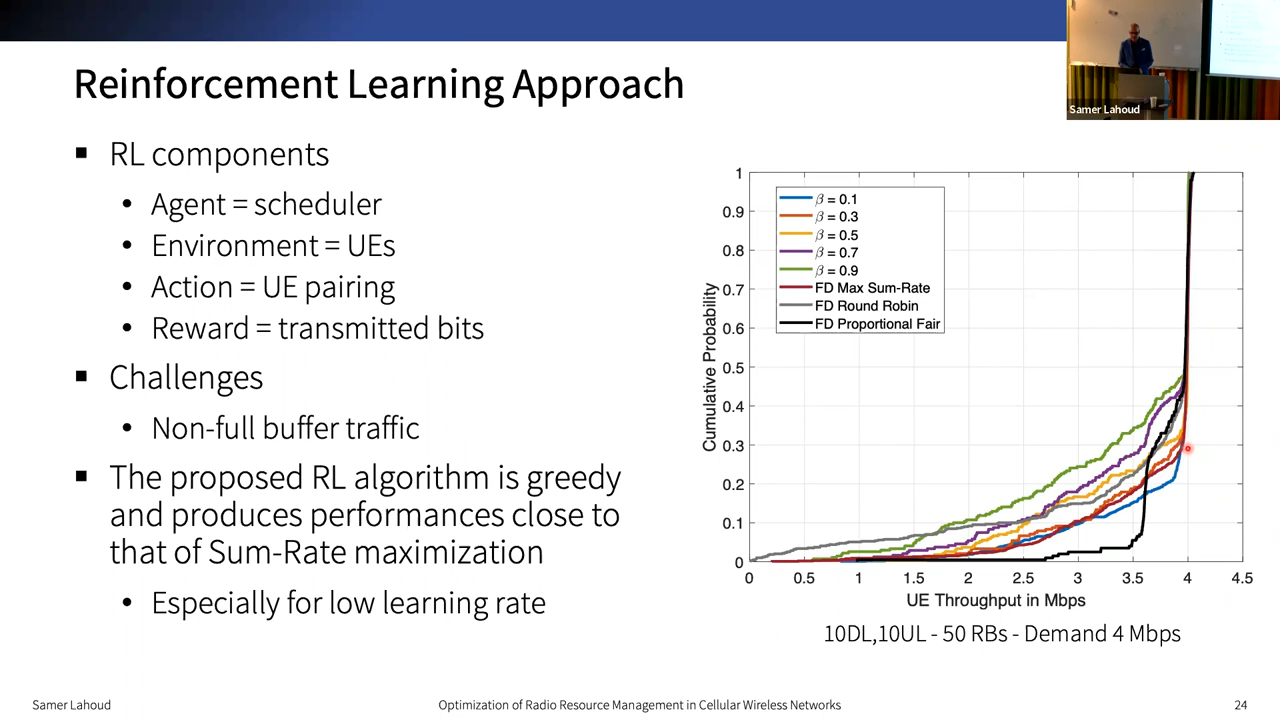 Samer Lahoud
Reinforcement Learning Approach
RL components
Agent = scheduler
Environment = UEs
Action = UE pairing
Reward = transmitted bits
Challenges
Non-full buffer traffic
The proposed RL algorithm is greedy
and produces performances close to
that of Sum-Rate maximization
Especially for low learning rate
Cumulative Probability
1
0.9
0.8
0.7
0.6
0.5
0.4
0.3
0.2
0.1
0
β = 0.1
β = 0.3
β = 0.5
β = 0.7
β = 0.9
FD Max Sum-Rate
FD Round Robin
FD Proportional Fair
0 0.5 1 1.5 2 2.5 3 3.5 4 4.5
UE Throughput in Mbps
10DL,10UL - 50 RBs - Demand 4 Mbps
Samer Lahoud
Optimization of Radio Resource Management in Cellular Wireless Networks
24